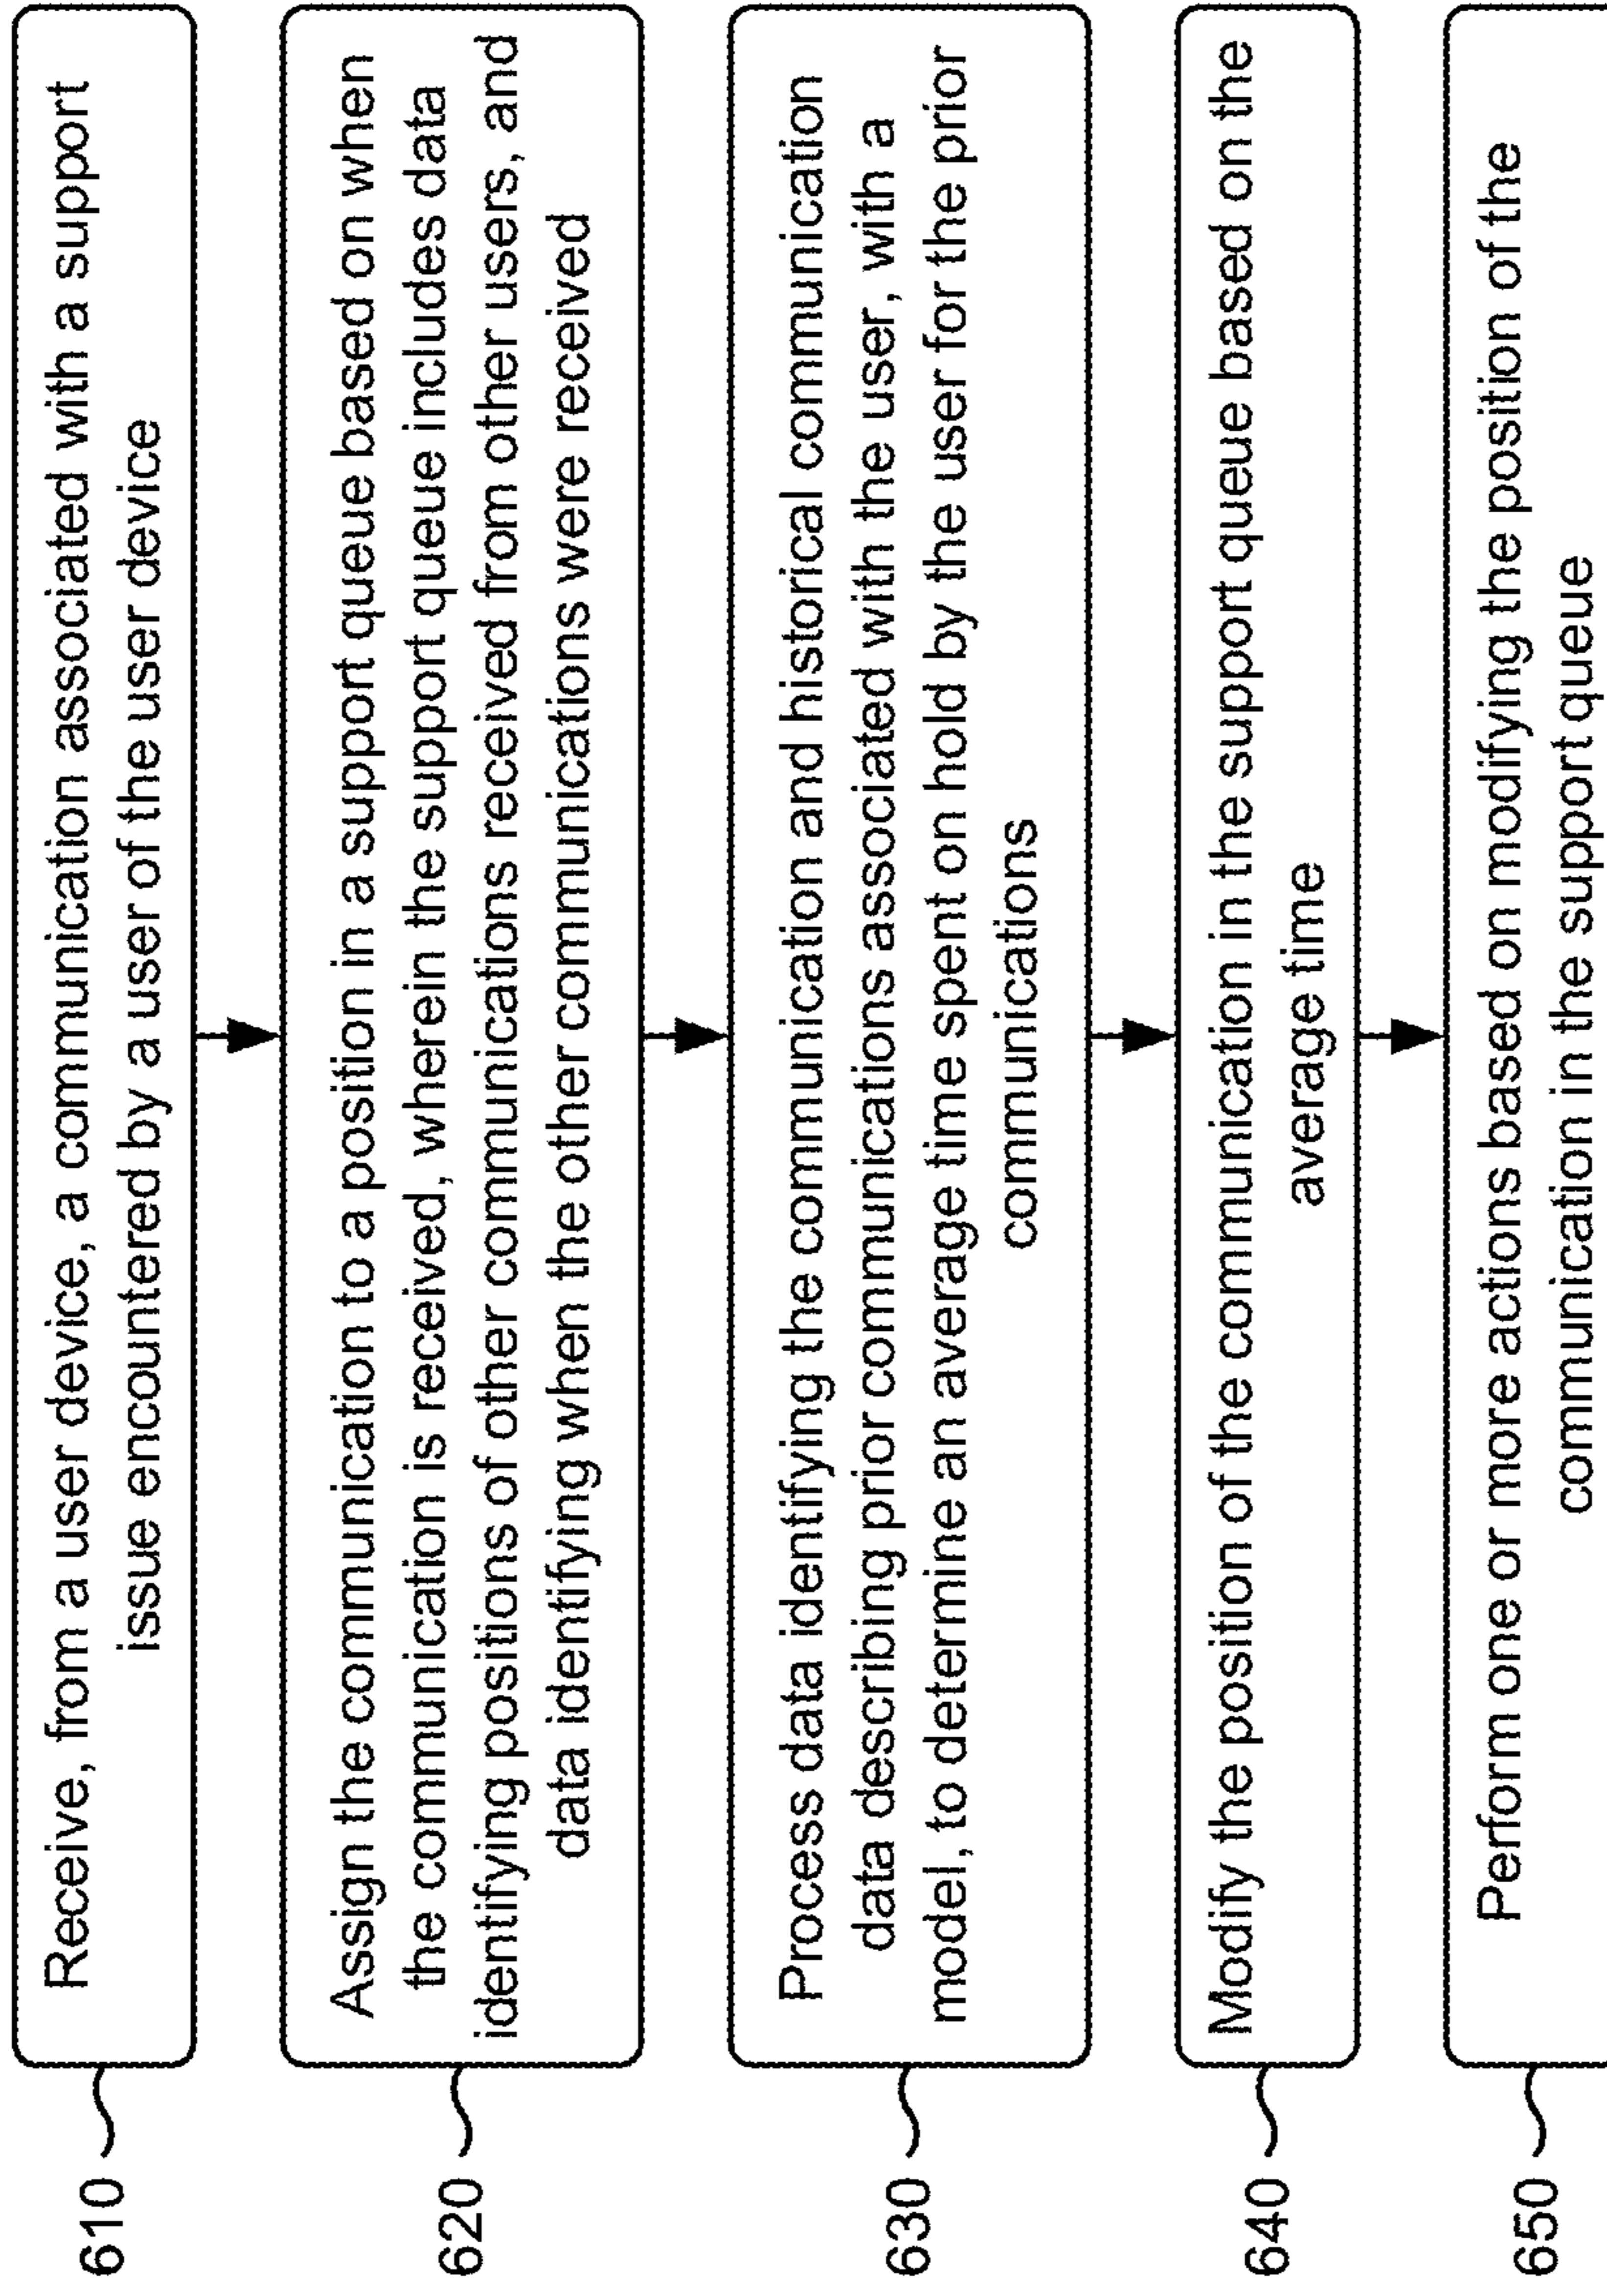 610
Receive, from a user device, a communication associated with a support
issue encountered by a user of the user device
620
Assign the communication to a position in a support queue based on when
the communication is received, wherein the support queue includes data
identifying positions of other communications received from other users, and
data identifying when the other communications were received
630
Process data identifying the communication and historical communication
data describing prior communications associated with the user, with a
model, to determine an average time spent on hold by the user for the prior
communications
640
Modify the position of the communication in the support queue based on the
average time
650
Perform one or more actions based on modifying the position of the
communication in the support queue